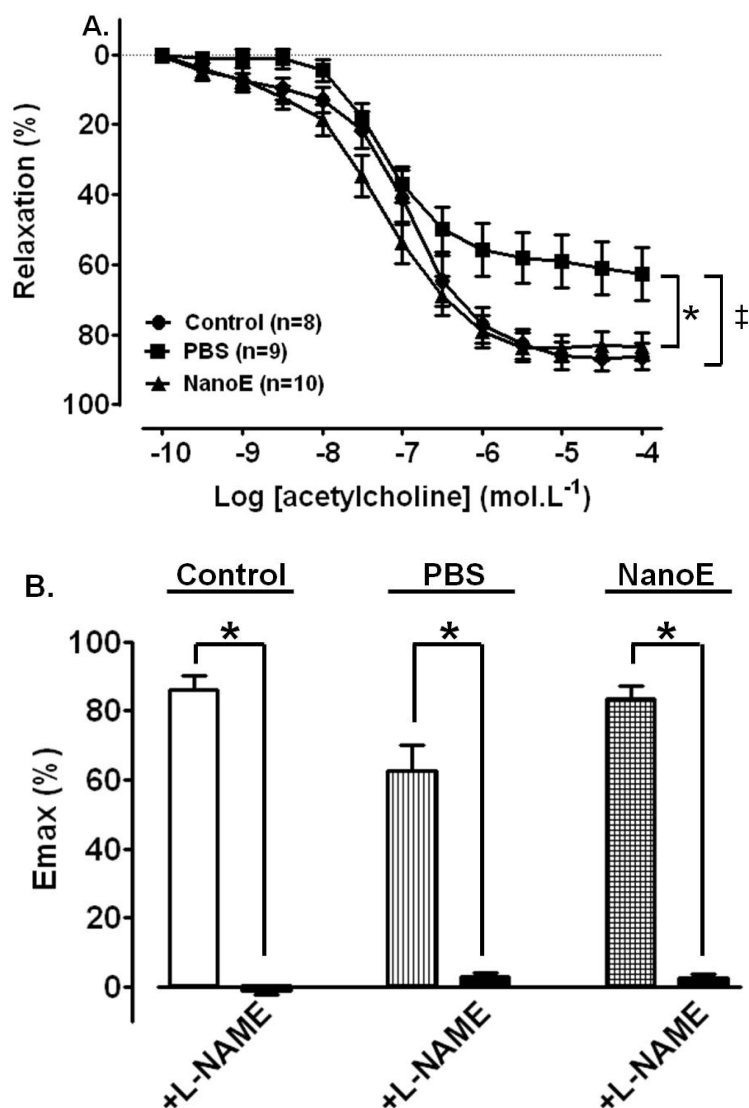 A.
0
20
40
60
80
100
Relaxation (%)
Control (n=8)
PBS (n=9)
NanoE (n=10)
*
‡
-10
-9
-8
-7
-6
-5
-4
Log [acetylcholine] (mol.L-1)
B.
Control
PBS
NanoE
*
*
*
100
80
60
40
20
0
Emax (%)
+L-NAME
+L-NAME
+L-NAME